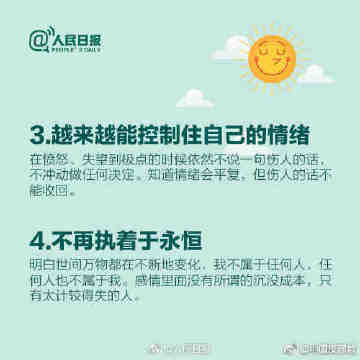 @人民日报
PEOPLE'S DAILY
3.越来越能控制住自己的情绪
在愤怒、失望到极点的时候依然不说一句伤人的话,
不冲动做任何决定。知道情绪会平复,但伤人的话不
能收回。
4.不再执着于永恒
明白世间万物都在不断地变化,我不属于任何人,任
何人也不属于我。感情里面没有所谓的沉没成本,只
有太计较得失的人。
@人民日报